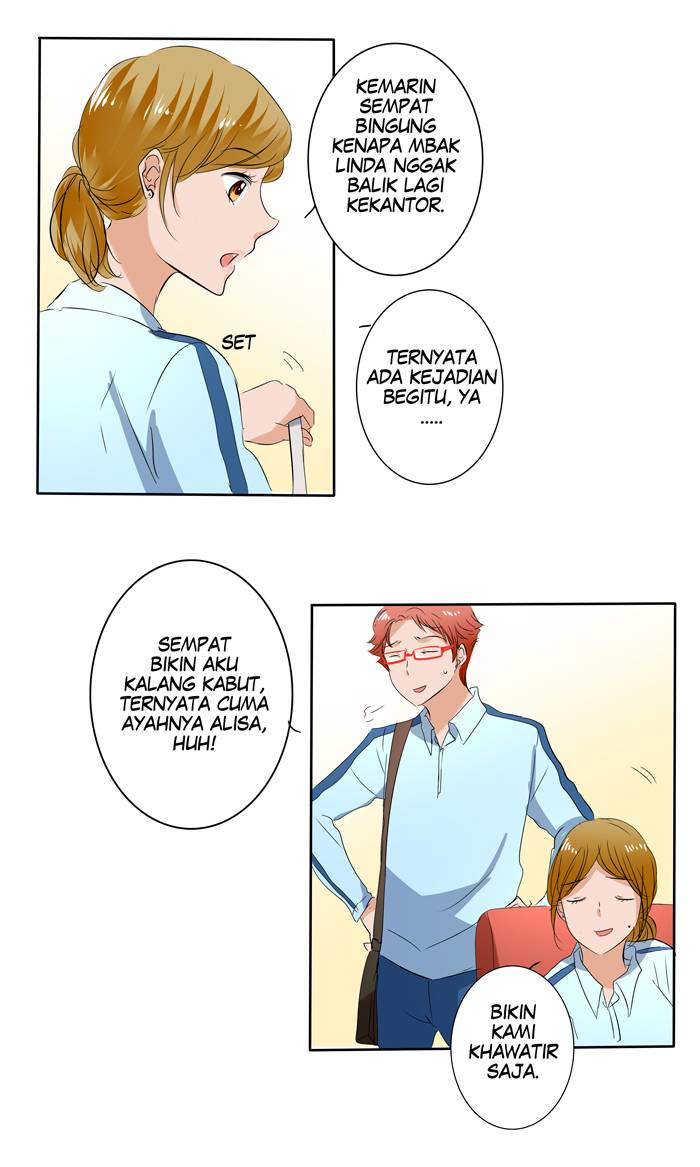 KEMARIN
SEMPAT
BINGUNG
KENAPA MBAK
LINDA NGGAK
BALIK LAGI
KEKANTOR.
SET
TERNYATA
ADA KEJADIAN
BEGITU, YA
.....
SEMPAT
BIKIN AKU
KALANG KABUT,
TERNYATA CUMA
AYAHNYA ALISA,
HUH!
BIKIN
KAMI
KHAWATIR
SAJA.